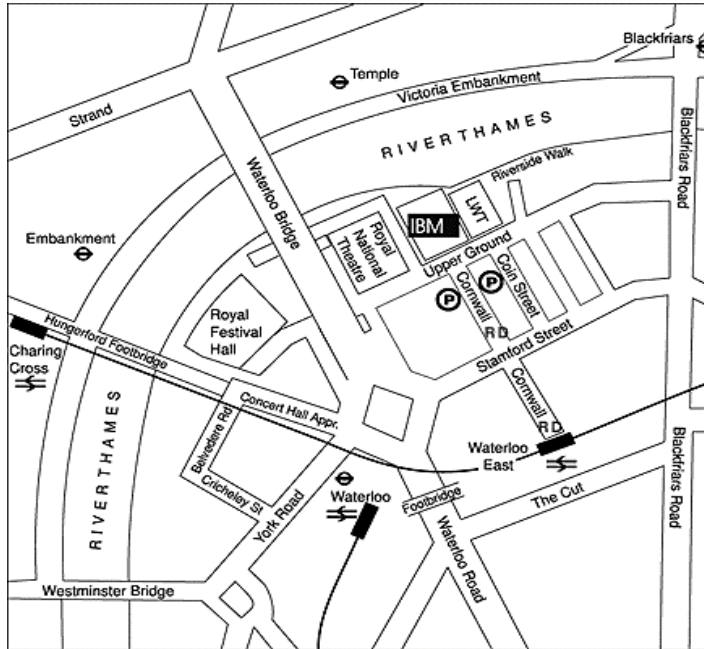 Blackfriars
Temple
Victoria Embankment
Strand
RIVERTHAMES
Blackfriars Road
Riverside Walk
Waterloo Bridge
LWT
IBM
Royal
National
Theatre
Upper Ground
Embankment
P
P
Cornwall
RD
Coin Street
Royal
Festival
Hall
Hungerford Footbridge
Stamford Street
Charing
Cross
Cornwall
RD
Concert Hall Appr.
Belvedere Rd
RIVERTHAMES
Waterloo
East
Blackfriars Road
Cricheley St
Waterloo
York Road
Footbridge
The Cut
Waterloo Road
Westminster Bridge